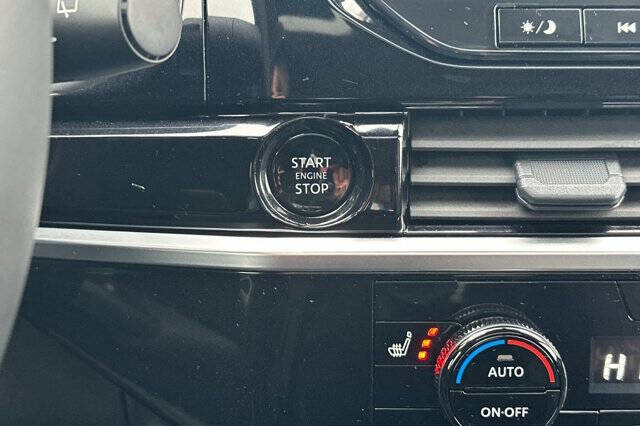 START
ENGINE
STOP
AUTO
ON·OFF
H